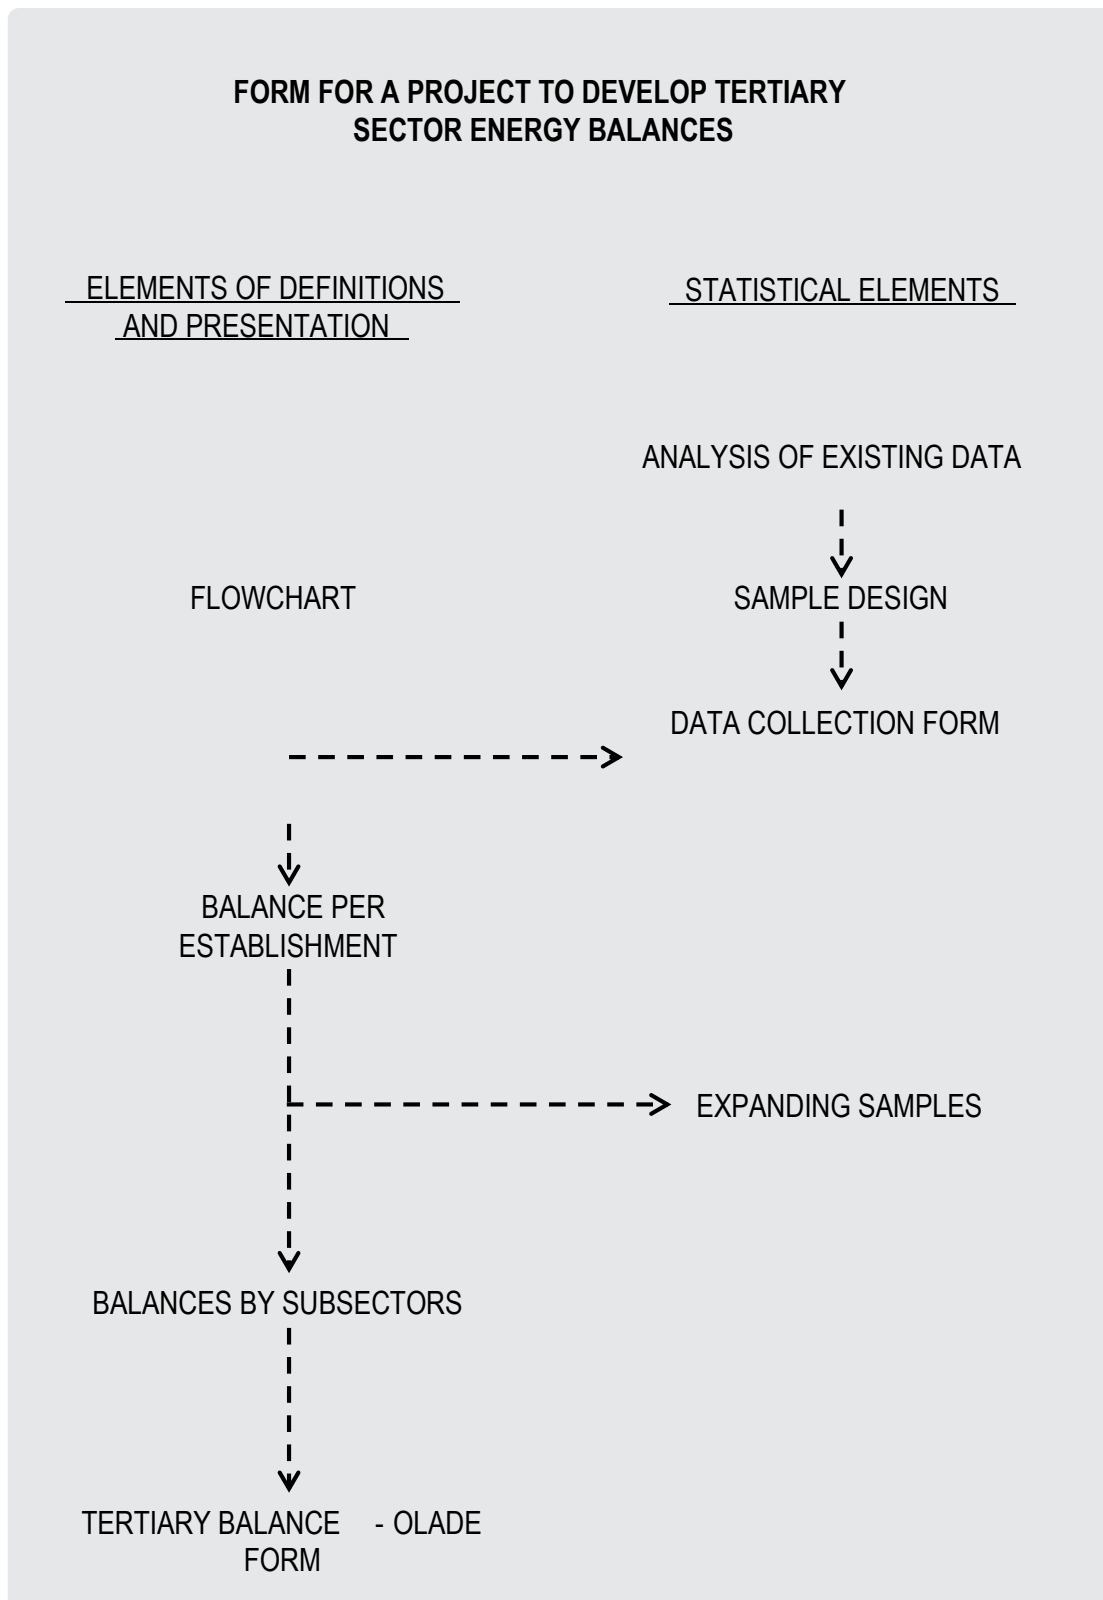 FORM FOR A PROJECT TO DEVELOP TERTIARY
SECTOR ENERGY BALANCES
ELEMENTS OF DEFINITIONS
AND PRESENTATION
STATISTICAL ELEMENTS
ANALYSIS OF EXISTING DATA
FLOWCHART
SAMPLE DESIGN
DATA COLLECTION FORM
BALANCE PER
ESTABLISHMENT
EXPANDING SAMPLES
BALANCES BY SUBSECTORS
TERTIARY BALANCE - OLADE
FORM